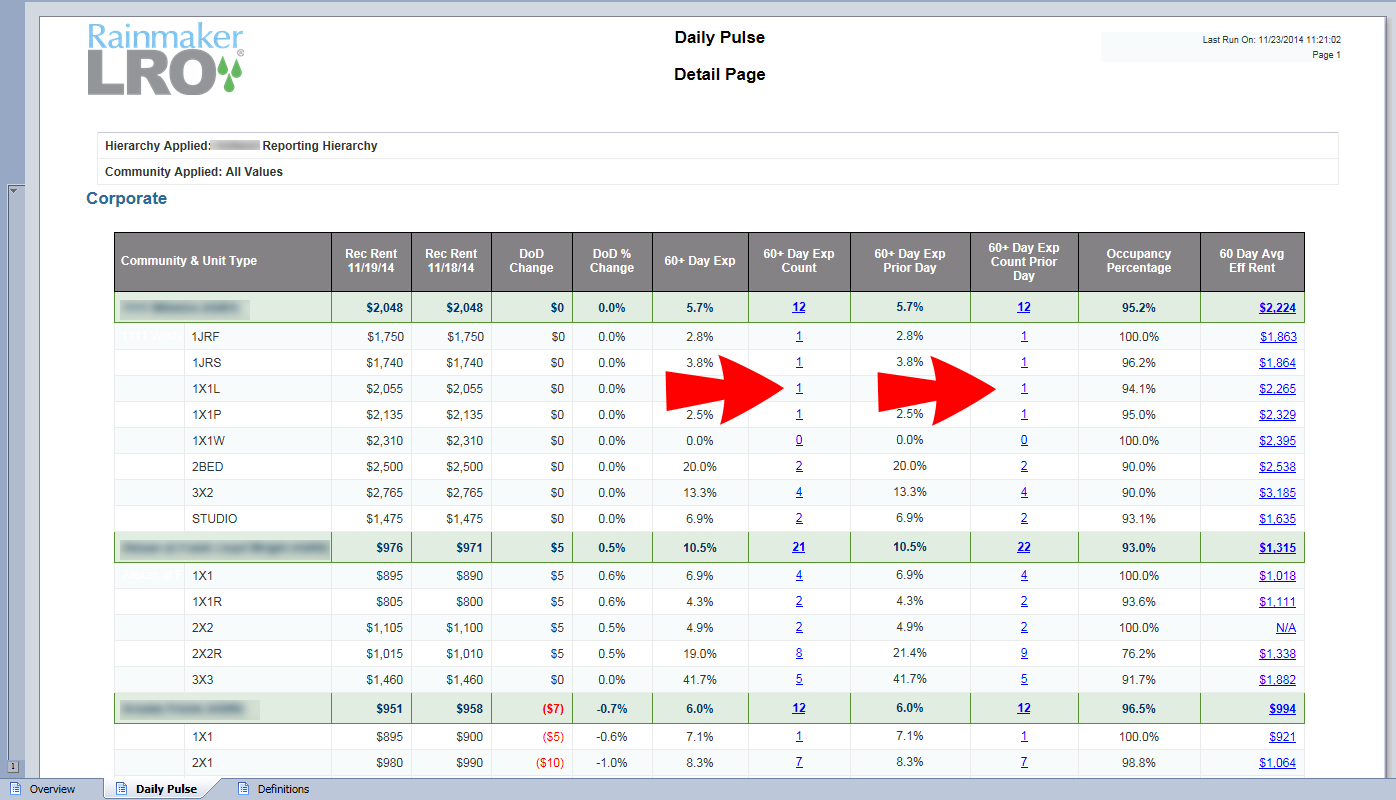 Rainmaker
LRO®
Daily Pulse
Detail Page
Last Run On: 11/23/2014 11:21:02
Page 1
Hierarchy Applied: Reporting Hierarchy
Community Applied: All Values
Corporate
Community & Unit Type Rec Rent 11/19/14 Rec Rent 11/18/14 DoD Change DoD % Change 60+ Day Exp 60+ Day Exp Count 60+ Day Exp Prior Day 60+ Day Exp Count Prior Day Occupancy Percentage 60 Day Avg Eff Rent
$2,048 $2,048 $0 0.0% 5.7% 12 5.7% 12 95.2% $2,224
1JRF $1,750 $1,750 $0 0.0% 2.8% 1 2.8% 1 100.0% $1,863
1JRS $1,740 $1,740 $0 0.0% 3.8% 1 3.8% 1 96.2% $1,864
1X1L $2,055 $2,055 $0 0.0% 1 1 94.1% $2,265
1X1P $2,135 $2,135 $0 0.0% 2.5% 1 2.5% 1 95.0% $2,329
1X1W $2,310 $2,310 $0 0.0% 0.0% 0 0.0% 0 100.0% $2,395
2BED $2,500 $2,500 $0 0.0% 20.0% 2 20.0% 2 90.0% $2,538
3X2 $2,765 $2,765 $0 0.0% 13.3% 4 13.3% 4 90.0% $3,185
STUDIO $1,475 $1,475 $0 0.0% 6.9% 2 6.9% 2 93.1% $1,635
$976 $971 $5 0.5% 10.5% 21 10.5% 22 93.0% $1,315
1X1 $895 $890 $5 0.6% 6.9% 4 6.9% 4 100.0% $1,018
1X1R $805 $800 $5 0.6% 4.3% 2 4.3% 2 93.6% $1,111
2X2 $1,105 $1,100 $5 0.5% 4.9% 2 4.9% 2 100.0% N/A
2X2R $1,015 $1,010 $5 0.5% 19.0% 8 21.4% 9 76.2% $1,338
3X3 $1,460 $1,460 $0 0.0% 41.7% 5 41.7% 5 91.7% $1,882
$951 $958 ($7) -0.7% 6.0% 12 6.0% 12 96.5% $994
1X1 $895 $900 ($5) -0.6% 7.1% 1 7.1% 1 100.0% $921
2X1 $980 $990 ($10) -1.0% 8.3% 7 8.3% 7 98.8% $1,064
1
Overview Daily Pulse Definitions